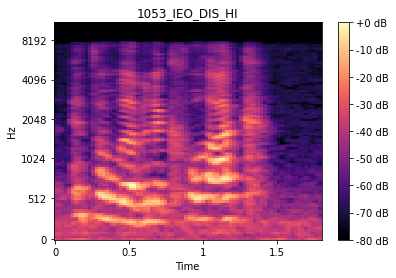 1053_IEO_DIS_HI
8192
4096
2048
1024
512
0
Hz
0
0.5
1
1.5
Time
+0 dB
-10 dB
-20 dB
-30 dB
-40 dB
-50 dB
-60 dB
-70 dB
-80 dB